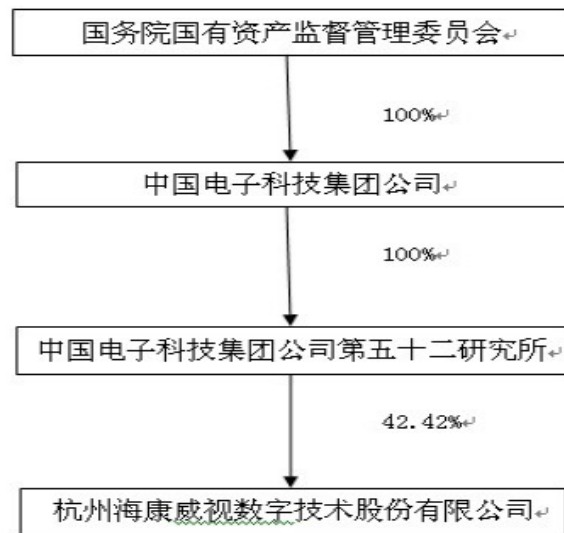 国务院国有资产监督管理委员会
100%
中国电子科技集团公司
100%
中国电子科技集团公司第五十二研究所
42.42%
杭州海康威视数字技术股份有限公司